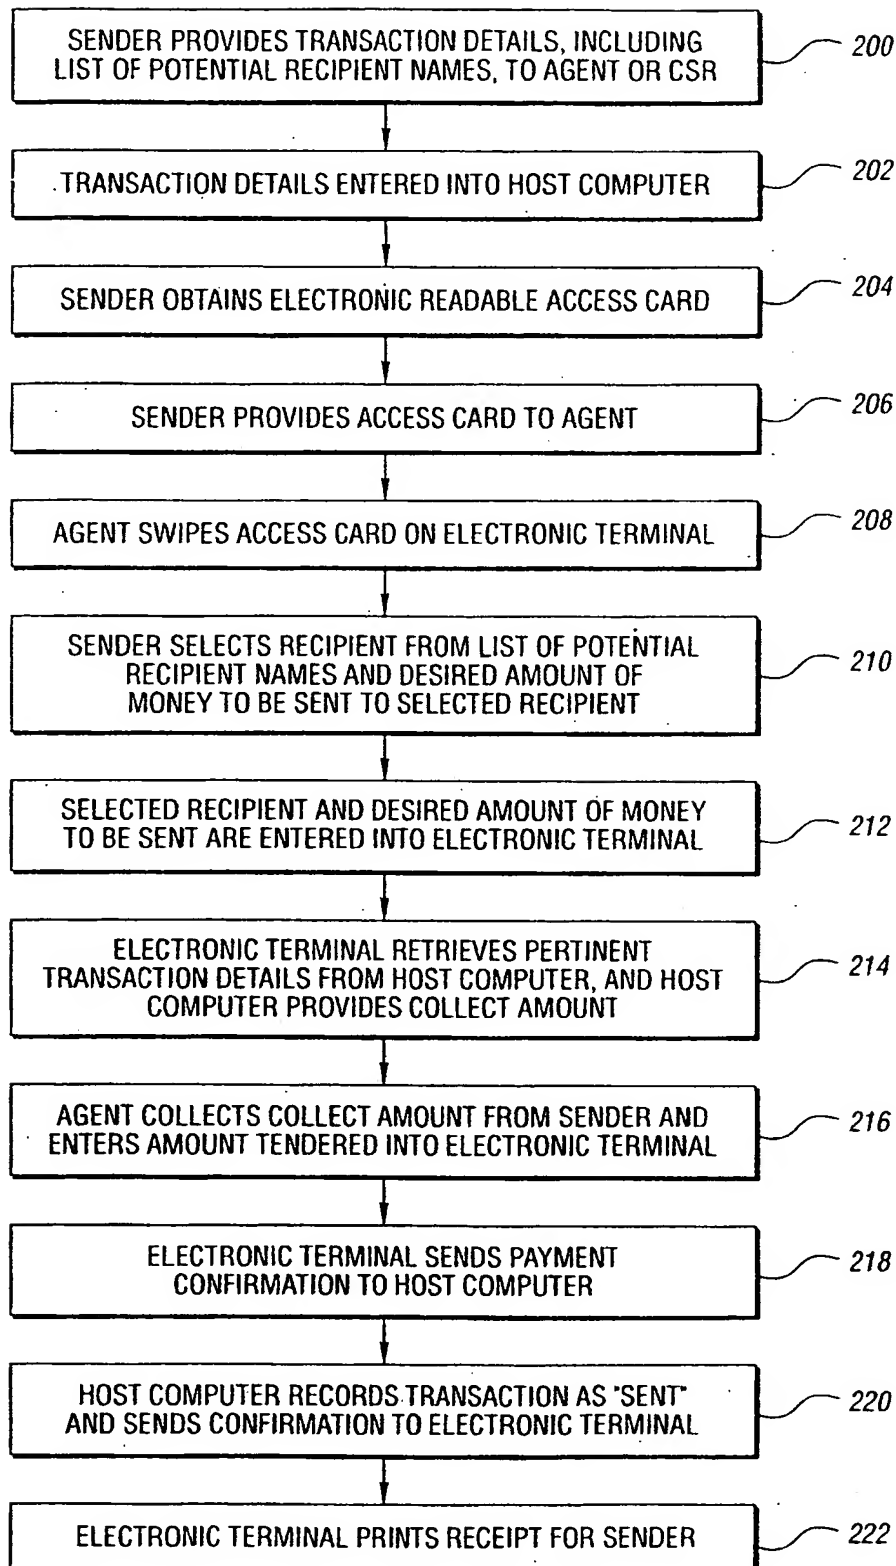 SENDER PROVIDES TRANSACTION DETAILS, INCLUDING
LIST OF POTENTIAL RECIPIENT NAMES, TO AGENT OR CSR
200
TRANSACTION DETAILS ENTERED INTO HOST COMPUTER
202
SENDER OBTAINS ELECTRONIC READABLE ACCESS CARD
204
SENDER PROVIDES ACCESS CARD TO AGENT
206
AGENT SWIPES ACCESS CARD ON ELECTRONIC TERMINAL
208
SENDER SELECTS RECIPIENT FROM LIST OF POTENTIAL
RECIPIENT NAMES AND DESIRED AMOUNT OF
MONEY TO BE SENT TO SELECTED RECIPIENT
210
SELECTED RECIPIENT AND DESIRED AMOUNT OF MONEY
TO BE SENT ARE ENTERED INTO ELECTRONIC TERMINAL
212
ELECTRONIC TERMINAL RETRIEVES PERTINENT
TRANSACTION DETAILS FROM HOST COMPUTER, AND HOST
COMPUTER PROVIDES COLLECT AMOUNT
214
AGENT COLLECTS COLLECT AMOUNT FROM SENDER AND
ENTERS AMOUNT TENDERED INTO ELECTRONIC TERMINAL
216
ELECTRONIC TERMINAL SENDS PAYMENT
CONFIRMATION TO HOST COMPUTER
218
HOST COMPUTER RECORDS TRANSACTION AS "SENT"
AND SENDS CONFIRMATION TO ELECTRONIC TERMINAL
220
ELECTRONIC TERMINAL PRINTS RECEIPT FOR SENDER
222